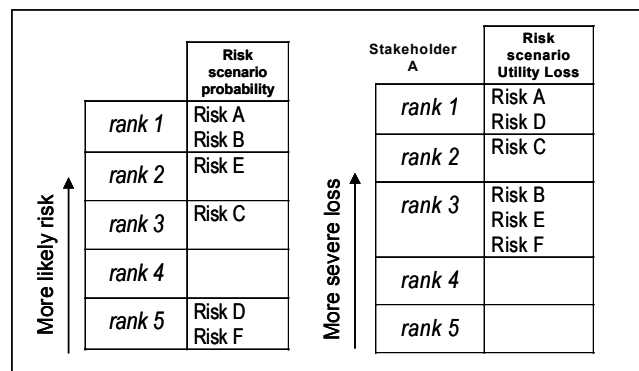 Risk
scenario
probability
rank 1
Risk A
Risk B
rank 2
Risk E
rank 3
Risk C
rank 4
rank 5
Risk D
Risk F
More likely risk
Stakeholder
A
Risk
scenario
Utility Loss
rank 1
Risk A
Risk D
rank 2
Risk C
rank 3
Risk B
Risk E
Risk F
rank 4
rank 5
More severe loss